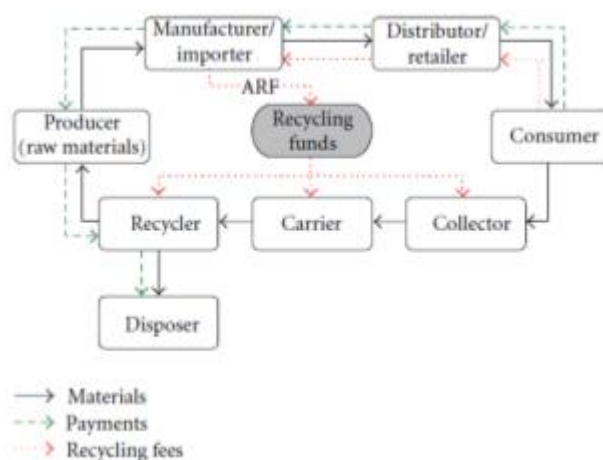 Manufacturer/
importer
Distributor/
retailer
ARF
Producer
(raw materials)
Recycling
funds
Consumer
Recycler
Carrier
Collector
Disposer
Materials
Payments
Recycling fees